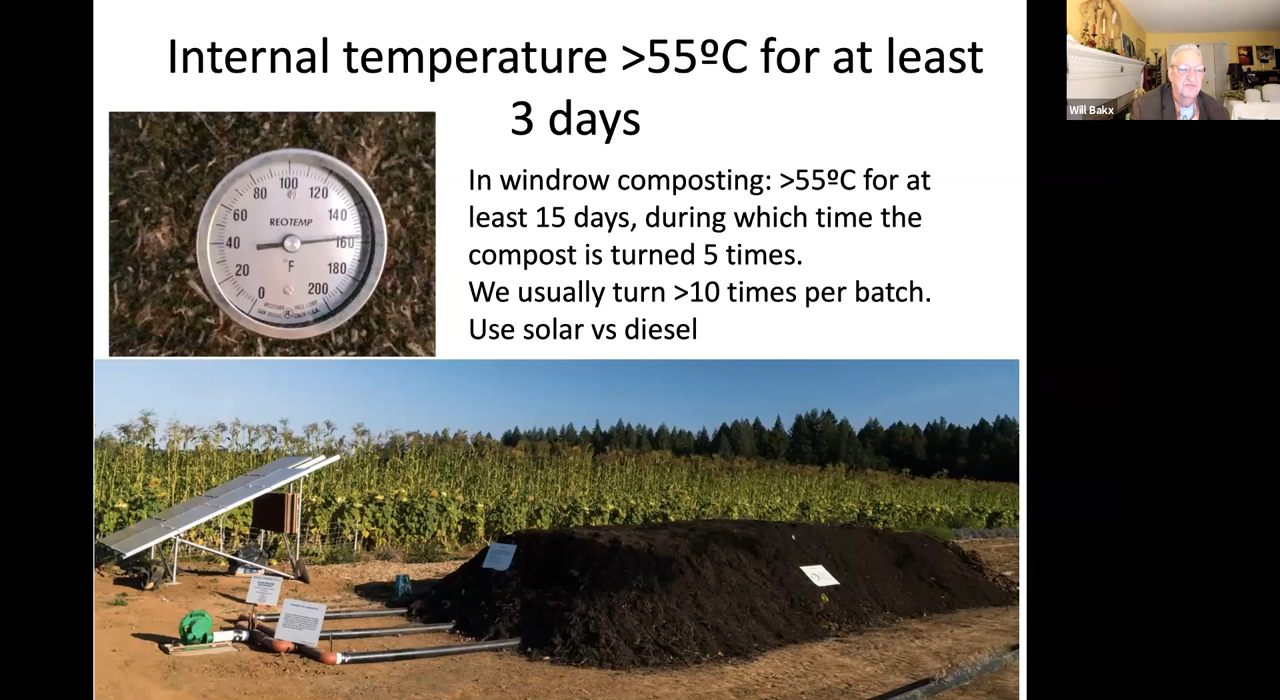 Internal temperature >55ºC for at least
3 days
Will Bakx
In windrow composting: >55ºC for at
least 15 days, during which time the
compost is turned 5 times.
We usually turn >10 times per batch.
Use solar vs diesel
0
20
40
60
80
100
120
140
160
180
200
REOTEMP
°F